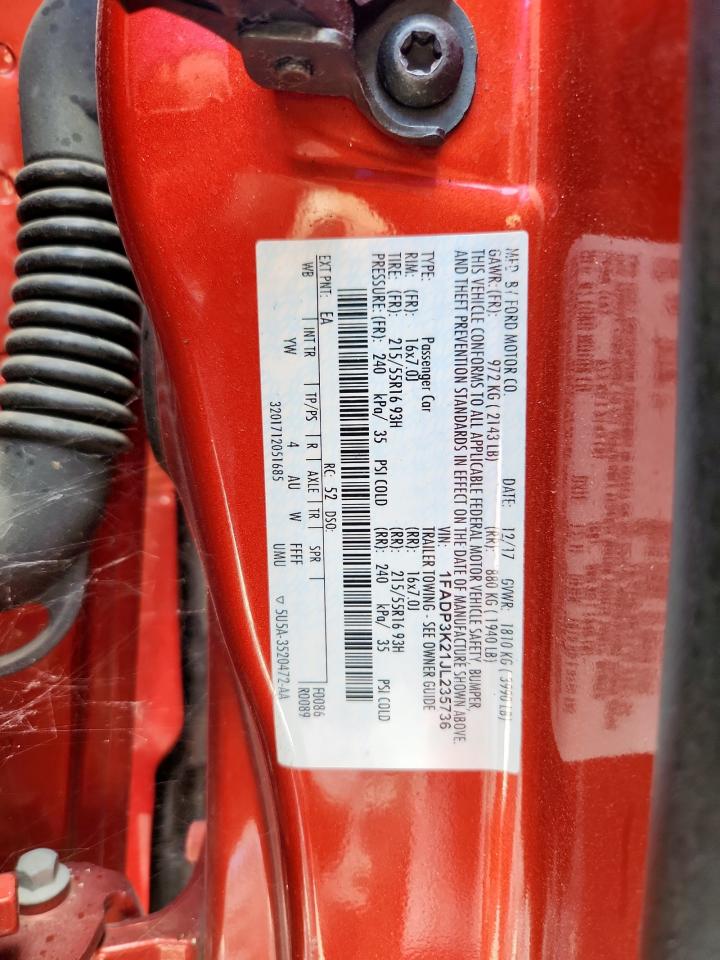 MFD. BY FORD MOTOR CO. DATE: 12/17 GVWR: 1810 KG ( 3990 LB)
GAWR:(FR): 972 KG ( 2143 LB) (RR): 880 KG ( 1940 LB)
THIS VEHICLE CONFORMS TO ALL APPLICABLE FEDERAL MOTOR VEHICLE SAFETY, BUMPER,
AND THEFT PREVENTION STANDARDS IN EFFECT ON THE DATE OF MANUFACTURE SHOWN ABOVE.
VIN: 1FADP3K21JL235736
TYPE: Passenger Car TRAILER TOWING - SEE OWNER GUIDE
RIM: (FR): 16x7.0J (RR): 16x7.0J
TIRE: (FR): 215/55R16 93H (RR): 215/55R16 93H
PRESSURE: (FR): 240 kPa/ 35 PSI COLD (RR): 240 kPa/ 35 PSI COLD
EXT PNT: EA RC: 52 DSO: F0086
WB INT TR TP/PS R AXLE TR SPR R0089
YW 4 AU W FFFF
3201712051685 UMU ▽ 5U5A-3520472-AA